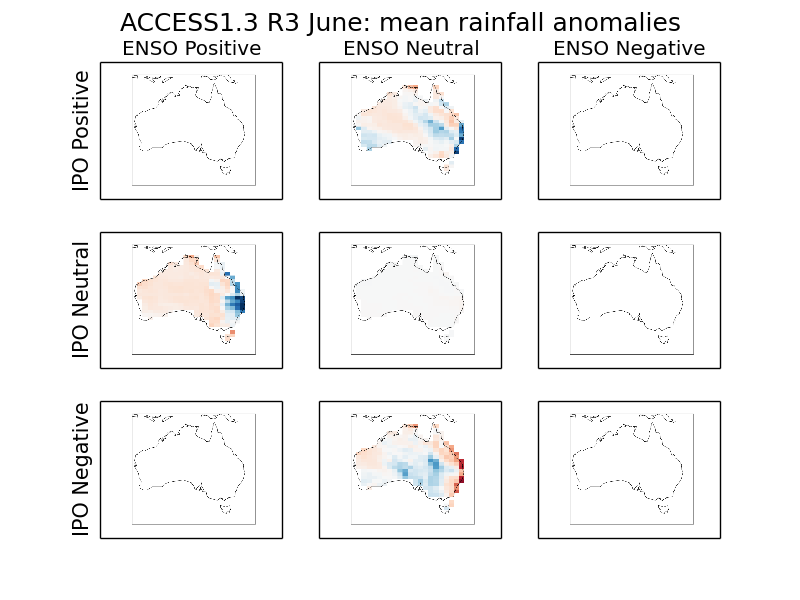 ACCESS1.3 R3 June: mean rainfall anomalies
ENSO Positive
ENSO Neutral
ENSO Negative
IPO Positive
IPO Neutral
IPO Negative